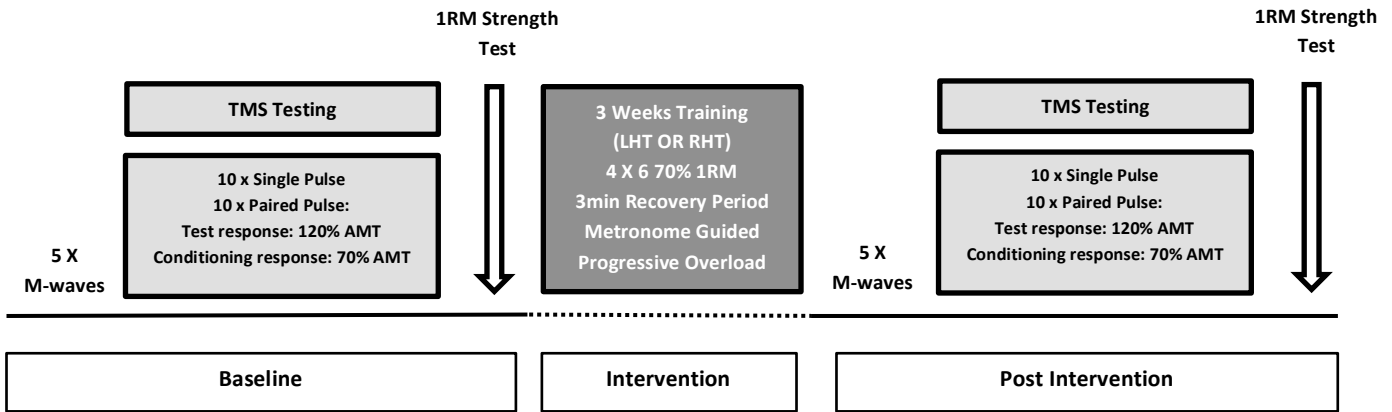 1RM Strength
Test
TMS Testing
10 x Single Pulse
10 x Paired Pulse:
Test response: 120% AMT
Conditioning response: 70% AMT
5 X
M-waves
3 Weeks Training
(LHT OR RHT)
4 X 6 70% 1RM
3min Recovery Period
Metronome Guided
Progressive Overload
1RM Strength
Test
TMS Testing
10 x Single Pulse
10 x Paired Pulse:
Test response: 120% AMT
Conditioning response: 70% AMT
5 X
M-waves
Baseline
Intervention
Post Intervention